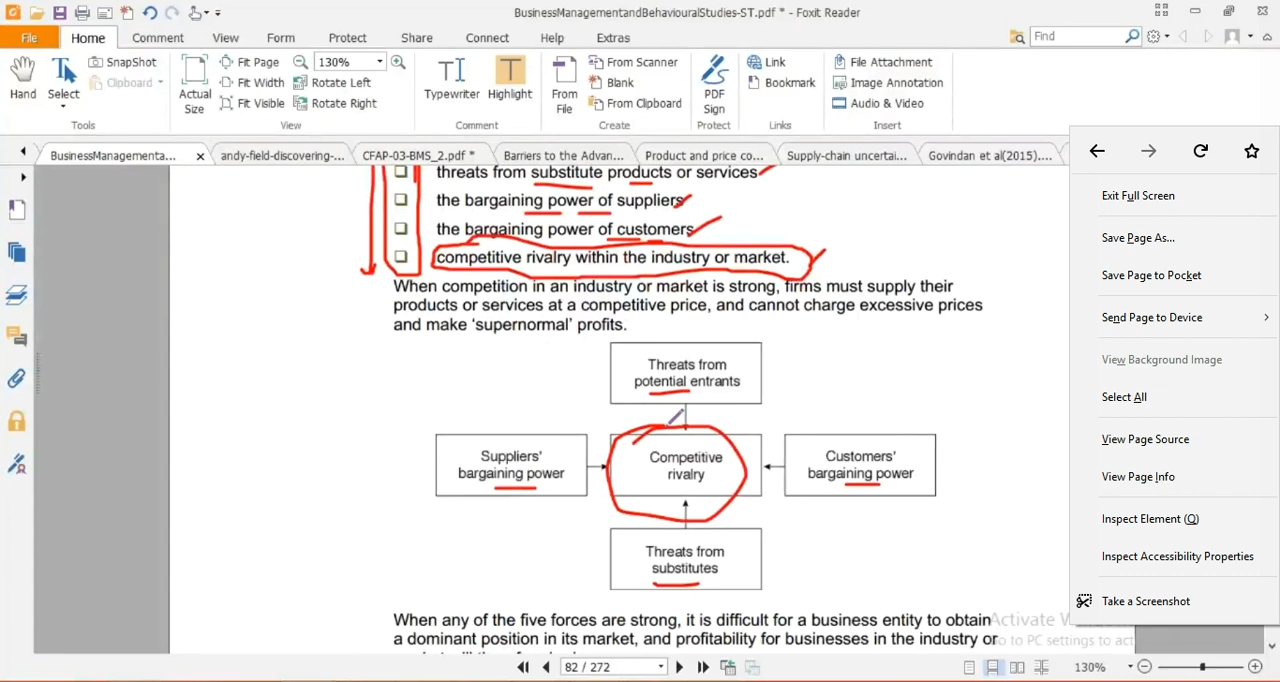 BusinessManagementandBehaviouralStudies-ST.pdf * - Foxit Reader
File Home Comment View Form Protect Share Connect Help Extras
Find
Hand
Select
SnapShot
Clipboard
Tools
Actual
Size
Fit Page
Fit Width
Fit Visible
130%
Rotate Left
Rotate Right
View
Typewriter
Highlight
Comment
From
File
From Scanner
Blank
From Clipboard
Create
PDF
Sign
Protect
Link
Bookmark
Links
File Attachment
Image Annotation
Audio & Video
Insert
BusinessManagementa... andy-field-discovering-... CFAP-03-BMS_2.pdf * Barriers to the Advan... Product and price co... Supply-chain uncertai... Govindan et al(2015)....
threats from substitute products or services
the bargaining power of suppliers
the bargaining power of customers
competitive rivalry within the industry or market.
When competition in an industry or market is strong, firms must supply their
products or services at a competitive price, and cannot charge excessive prices
and make ‘supernormal’ profits.
Threats from
potential entrants
Suppliers’
bargaining power
Competitive
rivalry
Customers’
bargaining power
Threats from
substitutes
When any of the five forces are strong, it is difficult for a business entity to obtain
a dominant position in its market, and profitability for businesses in the industry or
Exit Full Screen
Save Page As...
Save Page to Pocket
Send Page to Device
View Background Image
Select All
View Page Source
View Page Info
Inspect Element (Q)
Inspect Accessibility Properties
Take a Screenshot
Activate
to PC settings to act
82 / 272
130%